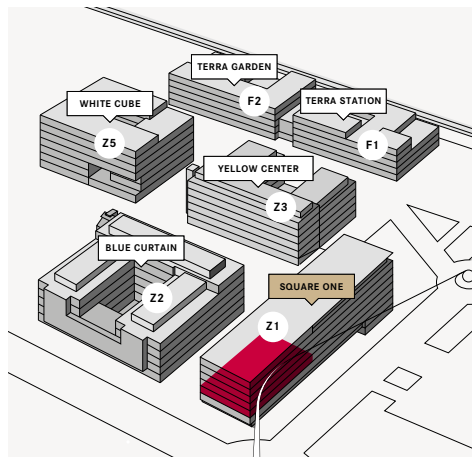 TERRA GARDEN
F2
WHITE CUBE
Z5
TERRA STATION
F1
YELLOW CENTER
Z3
BLUE CURTAIN
Z2
SQUARE ONE
Z1